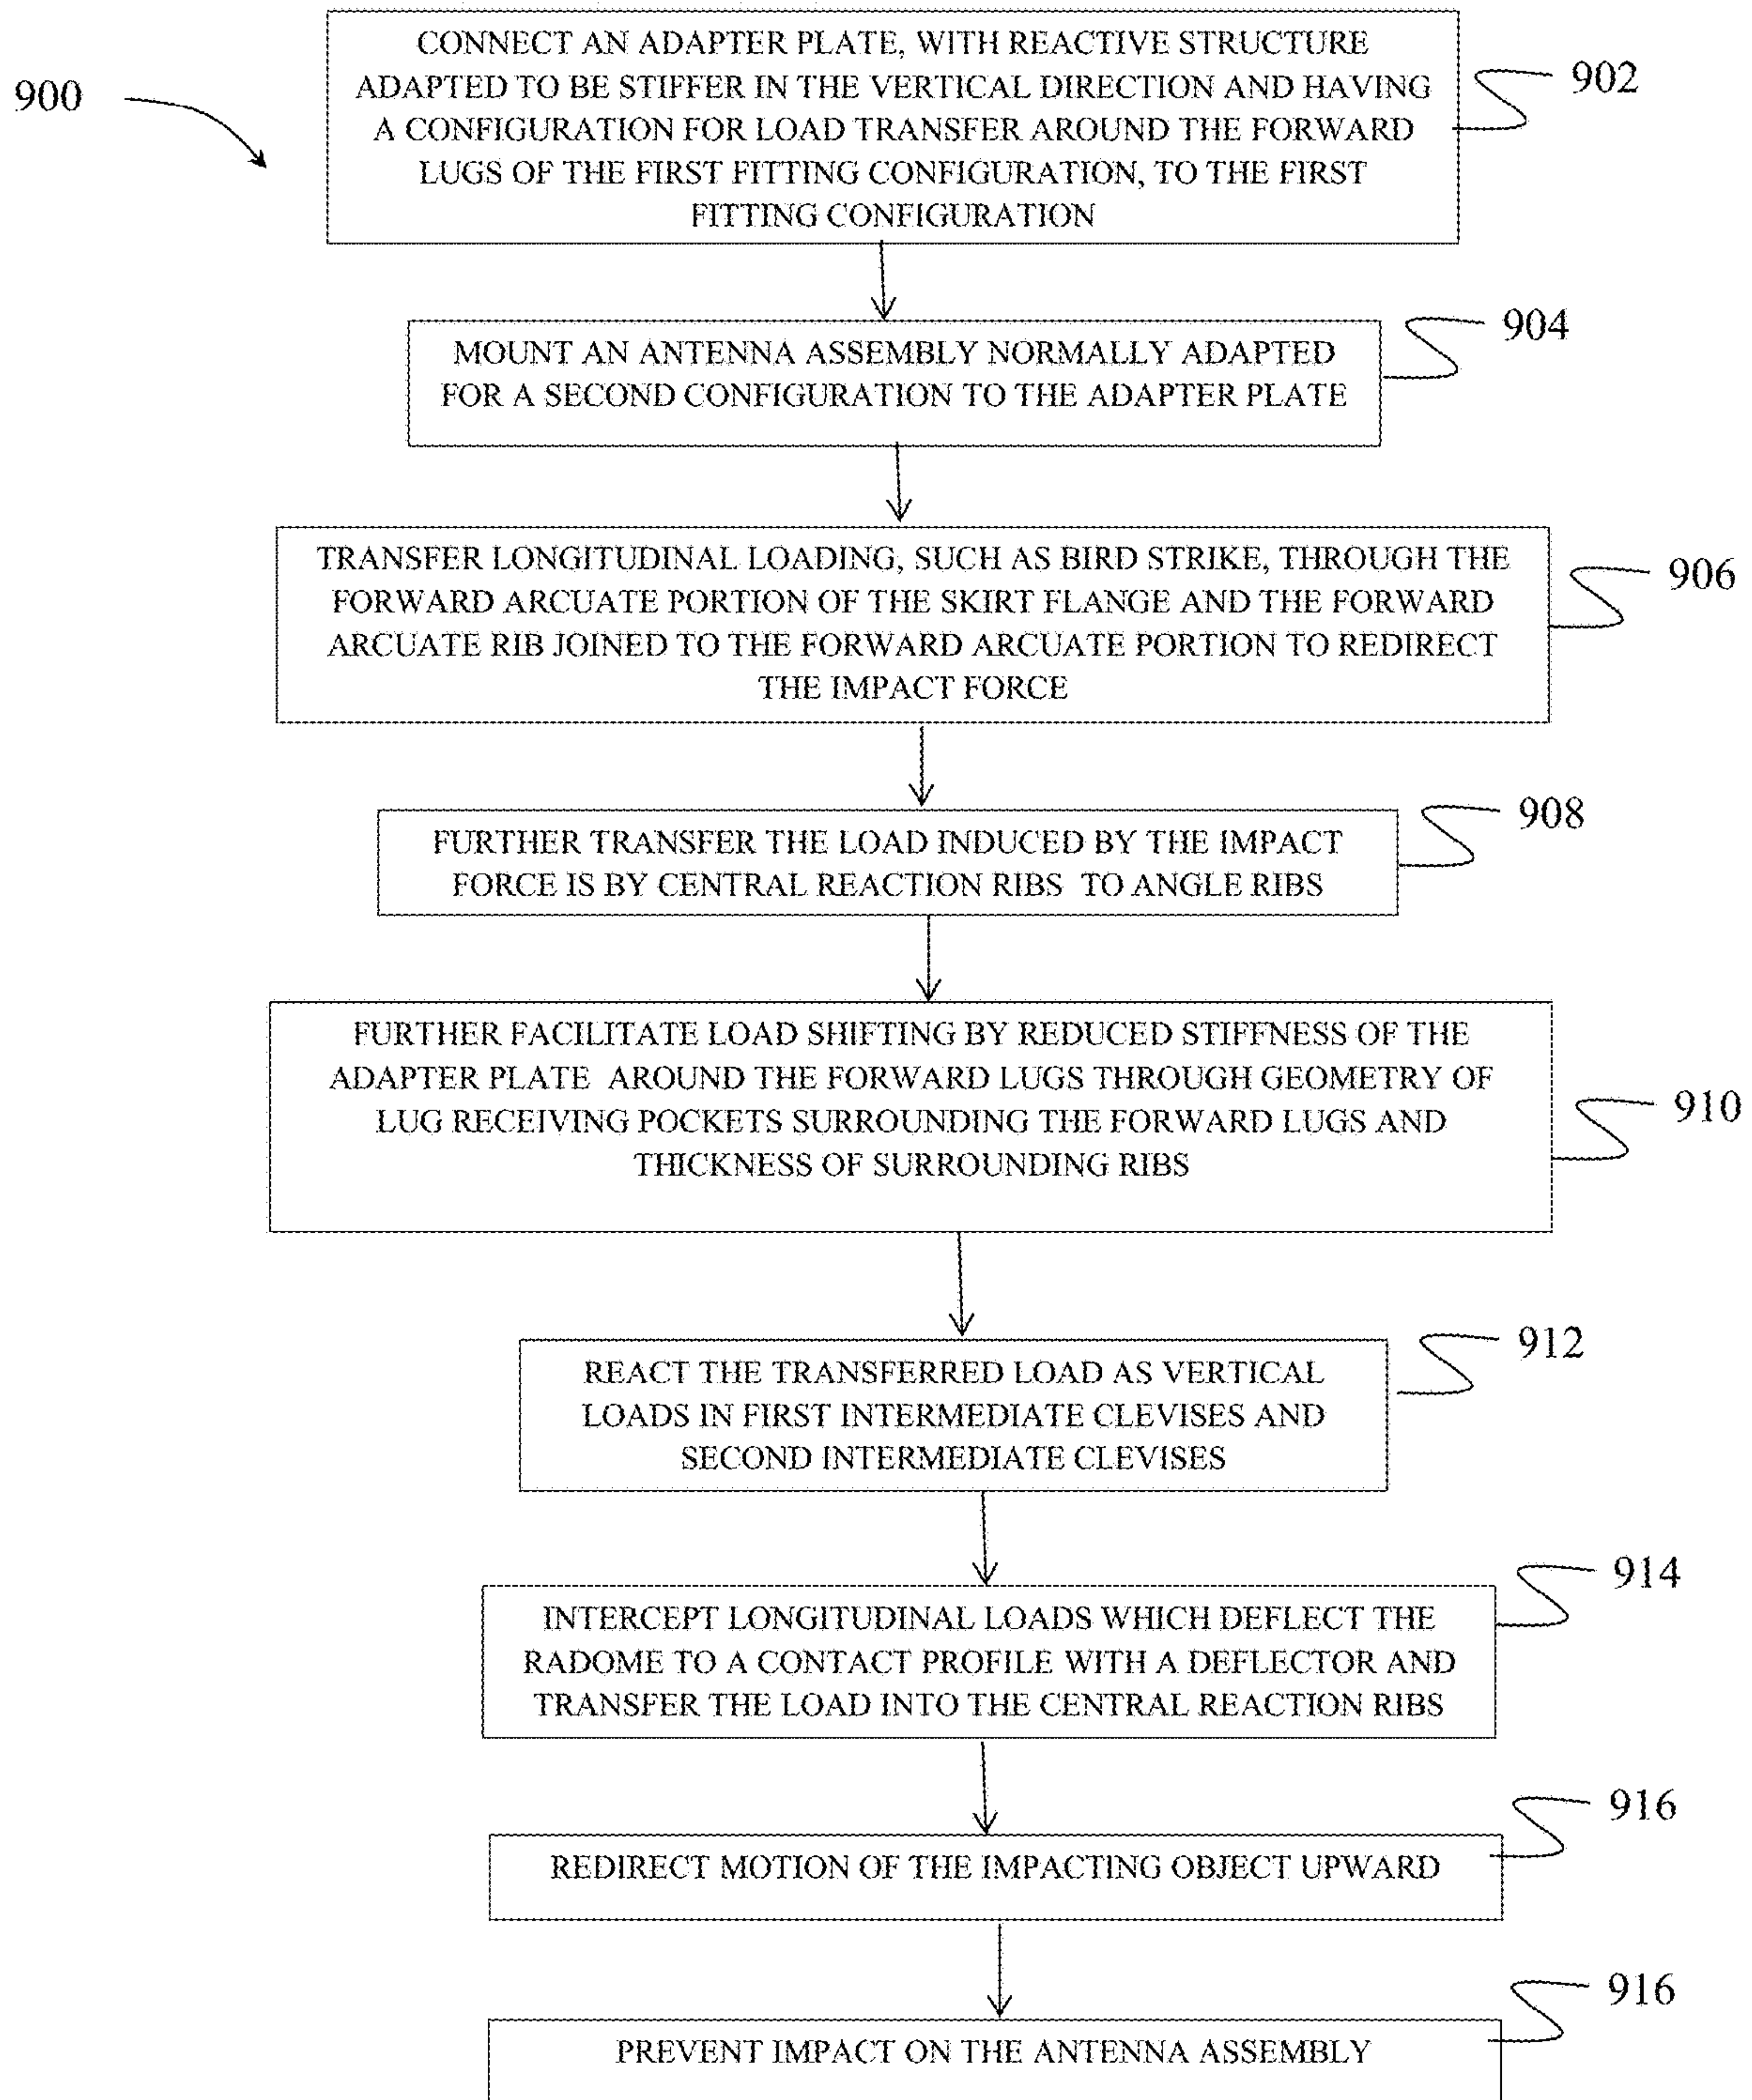 900
CONNECT AN ADAPTER PLATE, WITH REACTIVE STRUCTURE
ADAPTED TO BE STIFFER IN THE VERTICAL DIRECTION AND HAVING
A CONFIGURATION FOR LOAD TRANSFER AROUND THE FORWARD
LUGS OF THE FIRST FITTING CONFIGURATION, TO THE FIRST
FITTING CONFIGURATION
902
MOUNT AN ANTENNA ASSEMBLY NORMALLY ADAPTED
FOR A SECOND CONFIGURATION TO THE ADAPTER PLATE
904
TRANSFER LONGITUDINAL LOADING, SUCH AS BIRD STRIKE, THROUGH THE
FORWARD ARCUATE PORTION OF THE SKIRT FLANGE AND THE FORWARD
ARCUATE RIB JOINED TO THE FORWARD ARCUATE PORTION TO REDIRECT
THE IMPACT FORCE
906
FURTHER TRANSFER THE LOAD INDUCED BY THE IMPACT
FORCE IS BY CENTRAL REACTION RIBS TO ANGLE RIBS
908
FURTHER FACILITATE LOAD SHIFTING BY REDUCED STIFFNESS OF THE
ADAPTER PLATE AROUND THE FORWARD LUGS THROUGH GEOMETRY OF
LUG RECEIVING POCKETS SURROUNDING THE FORWARD LUGS AND
THICKNESS OF SURROUNDING RIBS
910
REACT THE TRANSFERRED LOAD AS VERTICAL
LOADS IN FIRST INTERMEDIATE CLEVISES AND
SECOND INTERMEDIATE CLEVISES
912
INTERCEPT LONGITUDINAL LOADS WHICH DEFLECT THE
RADOME TO A CONTACT PROFILE WITH A DEFLECTOR AND
TRANSFER THE LOAD INTO THE CENTRAL REACTION RIBS
914
REDIRECT MOTION OF THE IMPACTING OBJECT UPWARD
916
PREVENT IMPACT ON THE ANTENNA ASSEMBLY
916